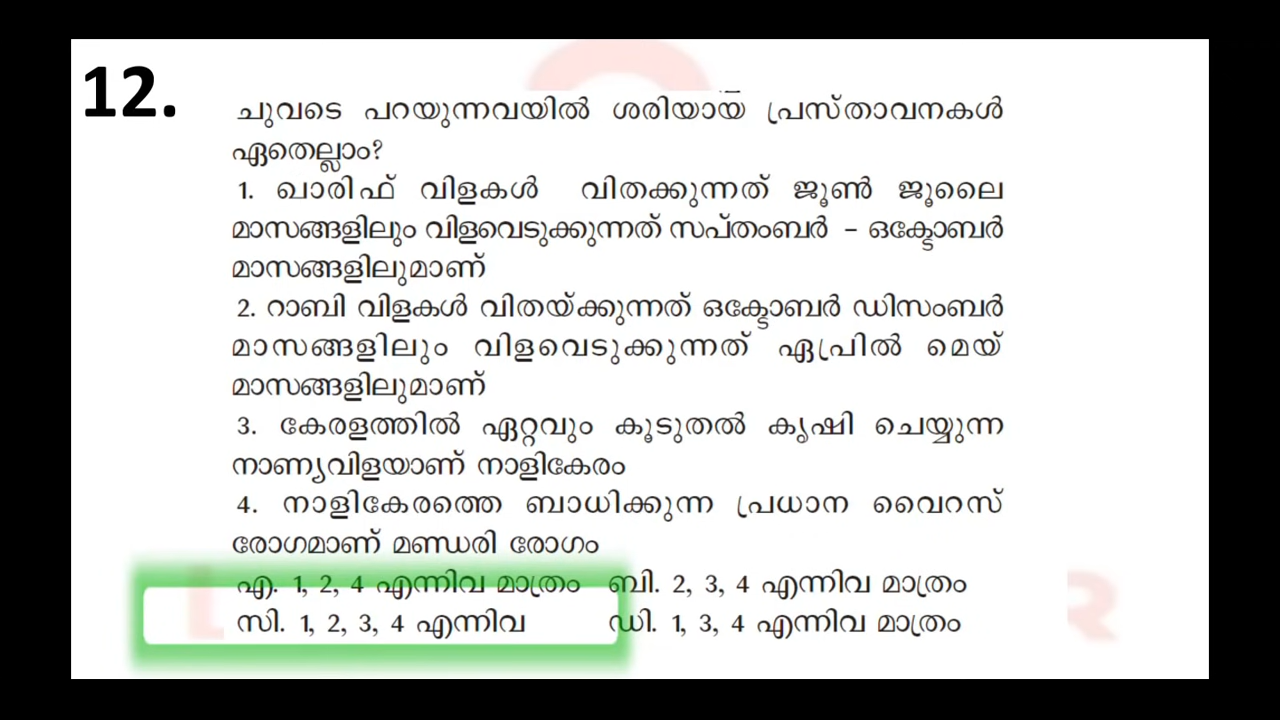 12.
ചുവടെ പറയുന്നവയിൽ ശരിയായ പ്രസ്താവനകൾ
ഏതെല്ലാം?
1. ഖാരിഫ് വിളകൾ വിതക്കുന്നത് ജൂൺ ജൂലൈ
മാസങ്ങളിലും വിളവെടുക്കുന്നത് സപ്തംബർ – ഒക്ടോബർ
മാസങ്ങളിലുമാണ്
2. റാബി വിളകൾ വിതയ്ക്കുന്നത് ഒക്ടോബർ ഡിസംബർ
മാസങ്ങളിലും വിളവെടുക്കുന്നത് ഏപ്രിൽ മെയ്
മാസങ്ങളിലുമാണ്
3. കേരളത്തിൽ ഏറ്റവും കൂടുതൽ കൃഷി ചെയ്യുന്ന
നാണ്യവിളയാണ് നാളികേരം
4. നാളികേരത്തെ ബാധിക്കുന്ന പ്രധാന വൈറസ്
രോഗമാണ് മണ്ഡരി രോഗം
എ. 1, 2, 4 എന്നിവ മാത്രം ബി. 2, 3, 4 എന്നിവ മാത്രം
സി. 1, 2, 3, 4 എന്നിവ ഡി. 1, 3, 4 എന്നിവ മാത്രം